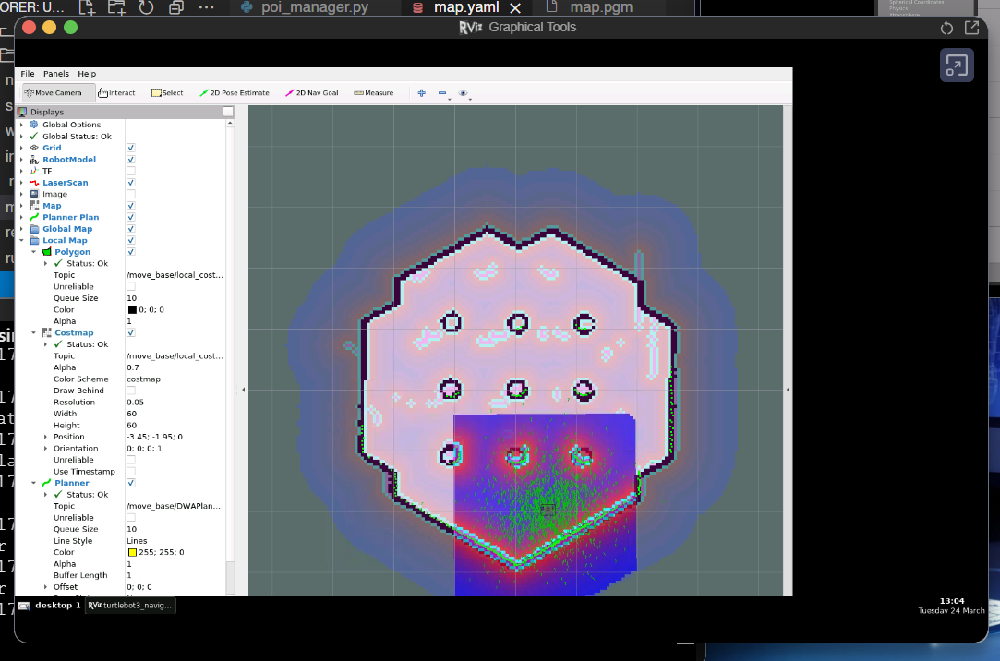 ORER: U...
poi_manager.py
map.yaml
map.pgm
Spherical Coordinates
Physics
RViz Graphical Tools
File Panels Help
Move Camera Interact Select 2D Pose Estimate 2D Nav Goal Measure
Displays
Global Options
Global Status: Ok
Grid
RobotModel
TF
LaserScan
Image
Map
Planner Plan
Global Map
Local Map
Polygon
Status: Ok
Topic /move_base/local_cost...
Unreliable
Queue Size 10
Color 0; 0; 0
Alpha 1
Costmap
Status: Ok
Topic /move_base/local_cost...
Alpha 0.7
Color Scheme costmap
Draw Behind
Resolution 0.05
Width 60
Height 60
Position -3.45; -1.95; 0
Orientation 0; 0; 0; 1
Unreliable
Use Timestamp
Planner
Status: Ok
Topic /move_base/DWAPlan...
Unreliable
Queue Size 10
Line Style Lines
Color 255; 255; 0
Alpha 1
Buffer Length 1
Offset 0; 0; 0
desktop 1 RViz turtlebot3_navig...
13:04
Tuesday 24 March